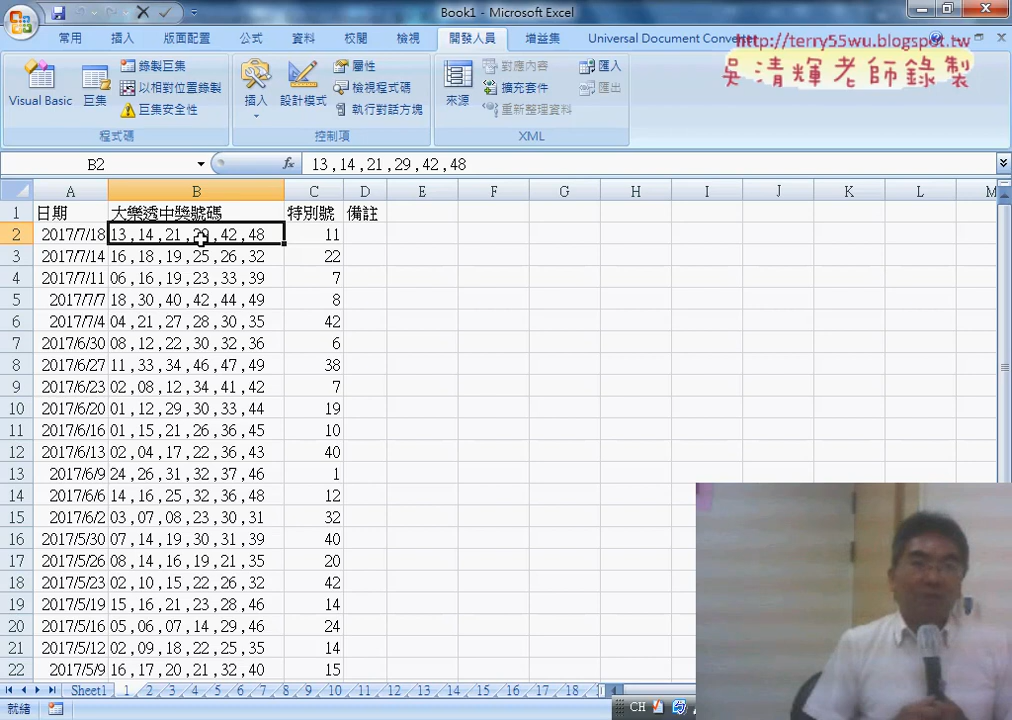 Book1 - Microsoft Excel
常用 插入 版面配置 公式 資料 校閱 檢視 開發人員 增益集 Universal Document Conve
http://terry55wu.blogspot.tw
吳清輝老師錄製
Visual Basic 巨集 錄製巨集 以相對位置錄製 巨集安全性
插入 設計模式 屬性 檢視程式碼 執行對話方塊
來源 對應內容 擴充套件 重新整理資料 匯入 匯出
程式碼 控制項 XML
B2 fx 13,14,21,29,42,48
A B C D E F G H I J K L M
1 日期 大樂透中獎號碼 特別號 備註
2 2017/7/18 13,14,21,29,42,48 11
3 2017/7/14 16,18,19,25,26,32 22
4 2017/7/11 06,16,19,23,33,39 7
5 2017/7/7 18,30,40,42,44,49 8
6 2017/7/4 04,21,27,28,30,35 42
7 2017/6/30 08,12,22,30,32,36 6
8 2017/6/27 11,33,34,46,47,49 38
9 2017/6/23 02,08,12,34,41,42 7
10 2017/6/20 01,12,29,30,33,44 19
11 2017/6/16 01,15,21,26,36,45 10
12 2017/6/13 02,04,17,22,36,43 40
13 2017/6/9 24,26,31,32,37,46 1
14 2017/6/6 14,16,25,32,36,48 12
15 2017/6/2 03,07,08,23,30,31 32
16 2017/5/30 07,14,19,30,31,39 40
17 2017/5/26 08,14,16,19,21,35 20
18 2017/5/23 02,10,15,22,26,32 42
19 2017/5/19 15,16,21,23,28,46 14
20 2017/5/16 05,06,07,14,29,46 24
21 2017/5/12 02,09,18,22,25,35 14
22 2017/5/9 16,17,20,21,32,40 15
Sheet1 1 2 3 4 5 6 7 8 9 10 11 12 13 14 15 16 17 18
就緒 CH